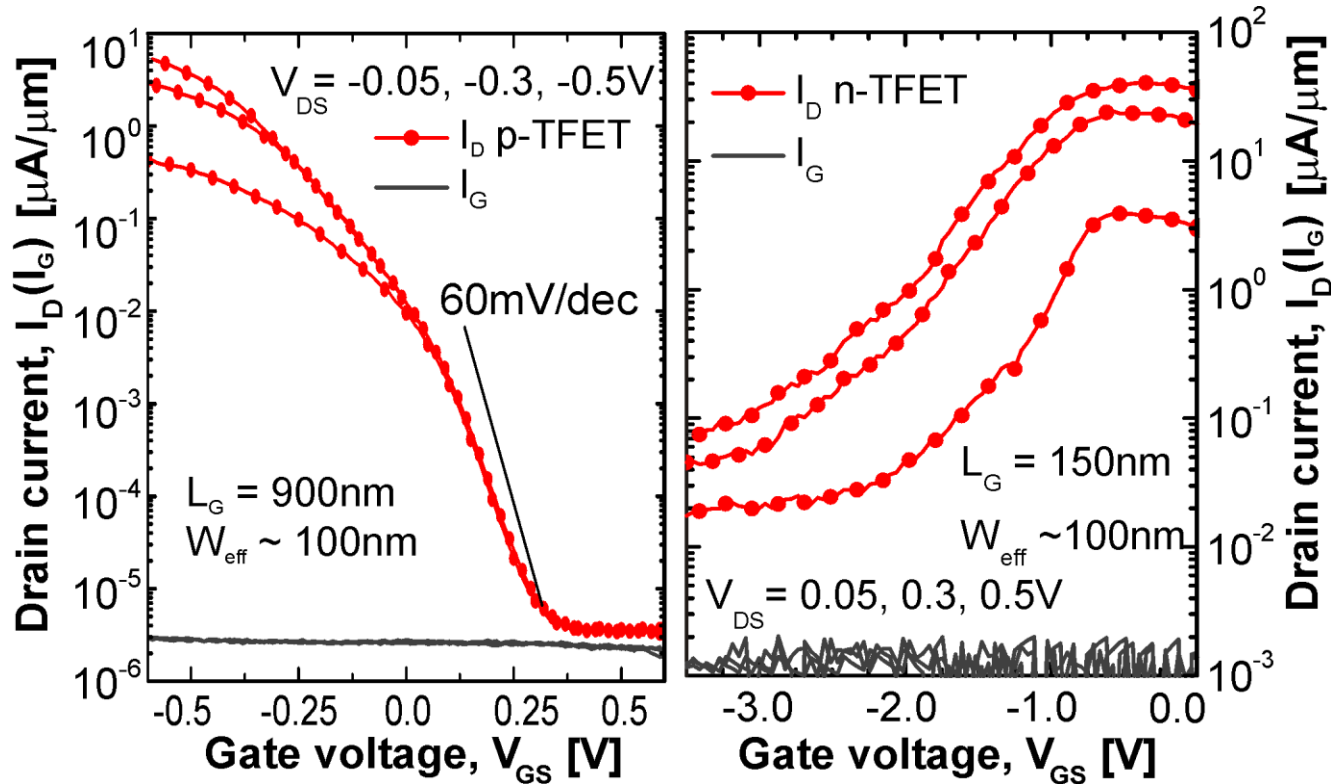 Drain current, I_D(I_G) [μA/μm]
10^1
10^0
10^-1
10^-2
10^-3
10^-4
10^-5
10^-6
V_DS = -0.05, -0.3, -0.5V
I_D p-TFET
I_G
60mV/dec
L_G = 900nm
W_eff ~ 100nm
-0.5 -0.25 0.0 0.25 0.5
Gate voltage, V_GS [V]
I_D n-TFET
I_G
L_G = 150nm
W_eff ~100nm
V_DS = 0.05, 0.3, 0.5V
-3.0 -2.0 -1.0 0.0
Gate voltage, V_GS [V]
10^2
10^1
10^0
10^-1
10^-2
10^-3
Drain current, I_D(I_G) [μA/μm]